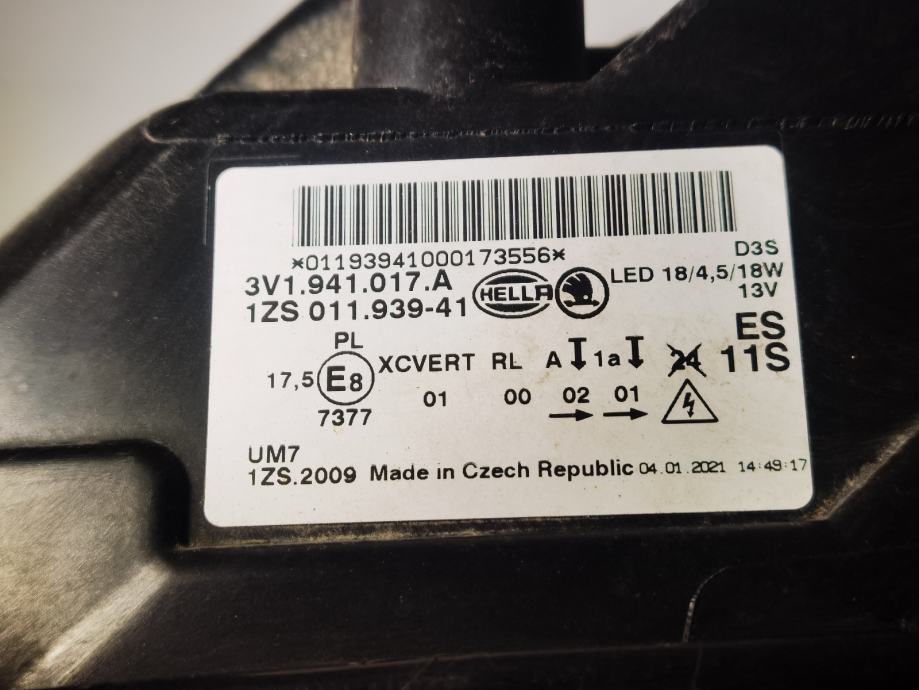 *011939410000173556*
3V1.941.017.A
1ZS 011.939-41
HELLA
D3S
LED 18/4,5/18W
13V
ES
PL
17,5 E8 XCVERT RL A 1a 24 11S
01 00 02 01
7377
UM7
1ZS.2009 Made in Czech Republic 04.01.2021 14:49:17